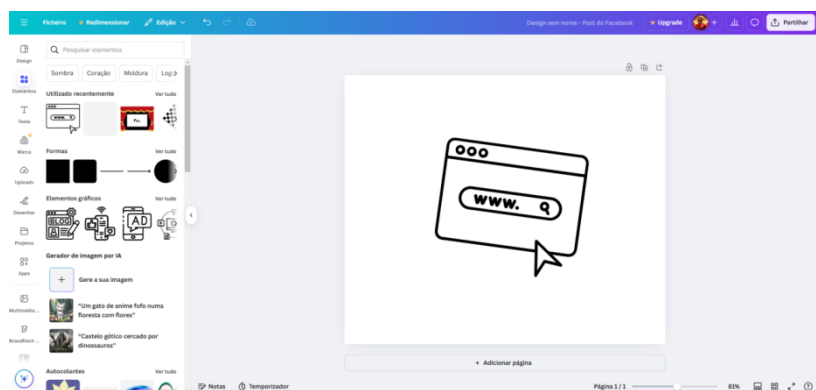 Ficheiro Redimensionar Edição Design sem nome - Post do Facebook Upgrade + Partilhar
Design
Elementos
Texto
Marca
Uploads
Desenhar
Projetos
Apps
Multimédia...
Brandfetch...
Pesquisar elementos
Sombra Coração Moldura Logo
Utilizado recentemente Ver tudo
www.
Formas Ver tudo
Elementos gráficos Ver tudo
BLOG
AD
Gerador de imagem por IA
+ Gere a sua imagem
"Um gato de anime fofo numa
floresta com flores"
"Castelo gótico cercado por
dinossauros"
Autocolantes Ver tudo
www.
+ Adicionar página
Notas Temporizador Página 1 / 1 81%